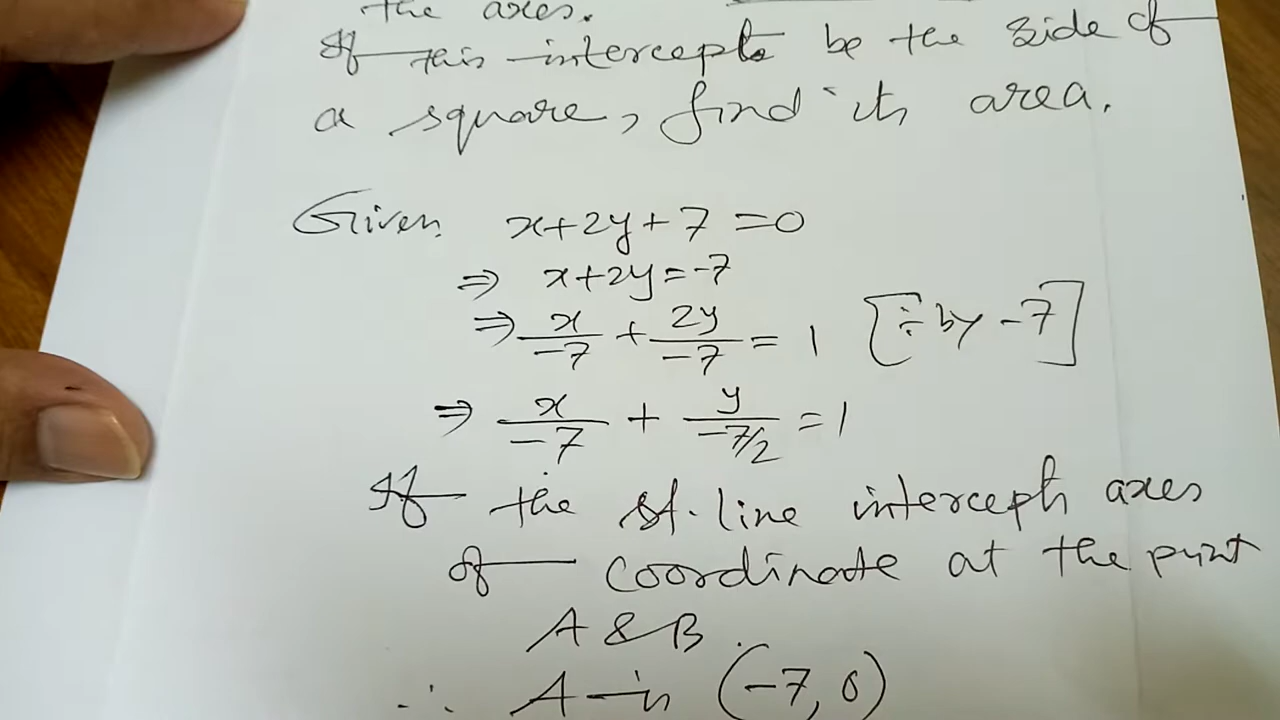 the axes.
If this intercepts be the side of
a square, find its area.
Given x+2y+7=0
⇒ x+2y=-7
⇒ x/-7 + 2y/-7 = 1 [÷ by -7]
⇒ x/-7 + y/-7/2 = 1
If the st. line intercepts axes
of coordinate at the point
A & B.
∴ A is (-7, 0)